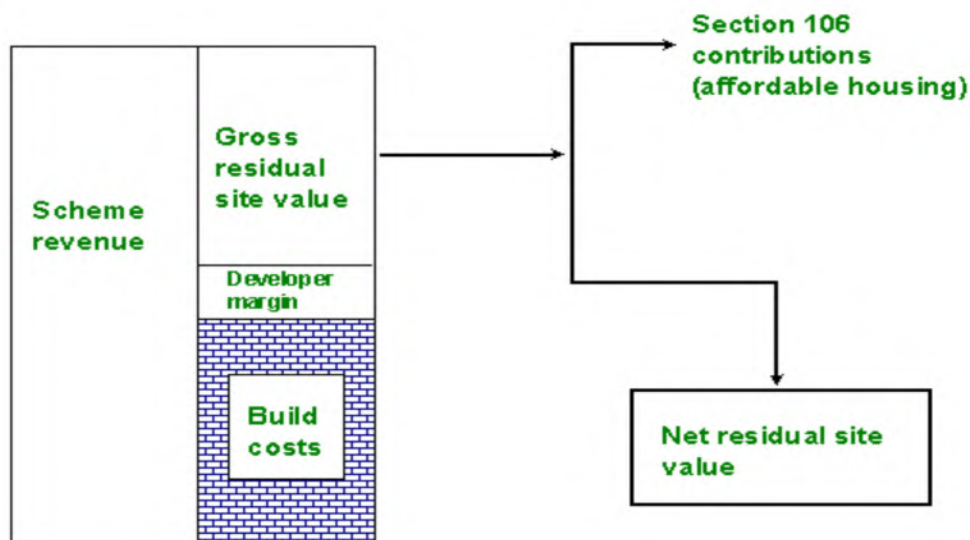 Section 106
contributions
(affordable housing)
Gross
residual
site value
Scheme
revenue
Developer
margin
Build
costs
Net residual site
value